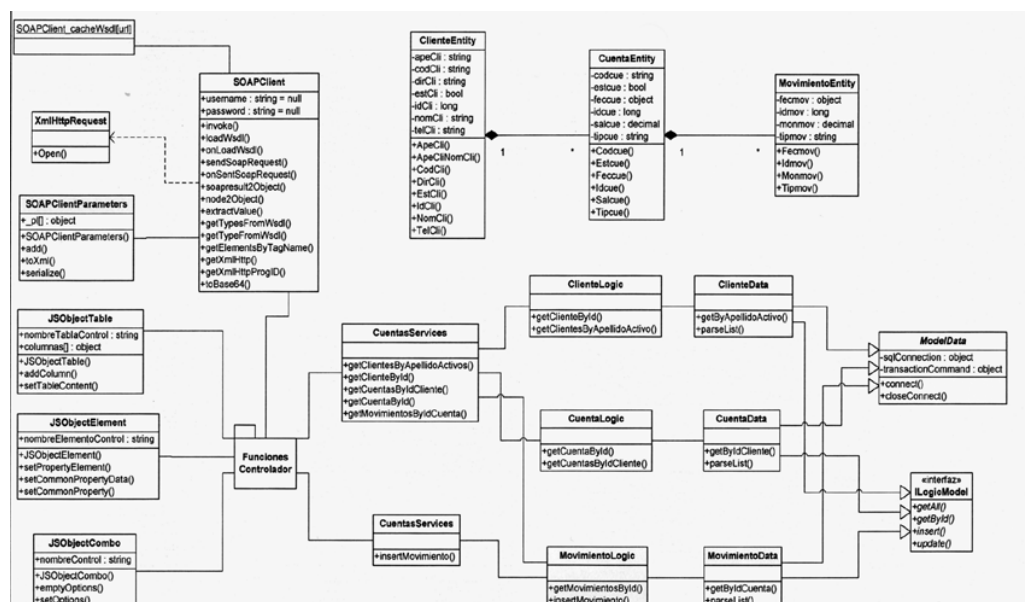 SOAPClient_cacheWsdl[url]
SOAPClient
+username : string = null
+password : string = null
+invoke()
+loadWsdl()
+onLoadWsdl()
+sendSoapRequest()
+onSentSoapRequest()
+soapresult2Object()
+node2Object()
+extractValue()
+getTypesFromWsdl()
+getTypeFromWsdl()
+getElementsByTagName()
+getXmlHttp()
+getXmlHttpProgID()
+toBase64()
XmlHttpRequest
+Open()
SOAPClientParameters
+_pl[] : object
+SOAPClientParameters()
+add()
+toXml()
+serialize()
ClienteEntity
-apeCli : string
-codCli : string
-dirCli : string
-estCli : bool
-idCli : long
-nomCli : string
-telCli : string
+ApeCli()
+ApeCliNomCli()
+CodCli()
+DirCli()
+EstCli()
+IdCli()
+NomCli()
+TelCli()
1
*
CuentaEntity
-codcue : string
-estcue : bool
-feccue : object
-idcue : long
-salcue : decimal
-tipcue : string
+Codcue()
+Estcue()
+Feccue()
+Idcue()
+Salcue()
+Tipcue()
1
*
MovimientoEntity
-fecmov : object
-idmov : long
-monmov : decimal
-tipmov : string
+Fecmov()
+Idmov()
+Monmov()
+Tipmov()
JSObjectTable
+nombreTablaControl : string
+columnas[] : object
+JSObjectTable()
+addColumn()
+setTableContent()
JSObjectElement
+nombreElementoControl : string
+JSObjectElement()
+setPropertyElement()
+setCommonPropertyData()
+setCommonProperty()
JSObjectCombo
+nombreControl : string
+JSObjectCombo()
+emptyOptions()
+setOptions()
Funciones
Controlador
CuentasServices
+getClientesByApellidoActivos()
+getClienteById()
+getCuentasByIdCliente()
+getCuentaById()
+getMovimientosByIdCuenta()
CuentasServices
+insertMovimiento()
ClienteLogic
+getClienteById()
+getClientesByApellidoActivo()
ClienteData
+getByApellidoActivo()
+parseList()
CuentaLogic
+getCuentaById()
+getCuentasByIdCliente()
CuentaData
+getByIdCliente()
+parseList()
MovimientoLogic
+getMovimientosById()
+insertMovimiento()
MovimientoData
+getByIdCuenta()
+parseList()
ModelData
-sqlConnection : object
-transactionCommand : object
+connect()
+closeConnect()
«interfaz»
ILogicModel
+getAll()
+getById()
+insert()
+update()